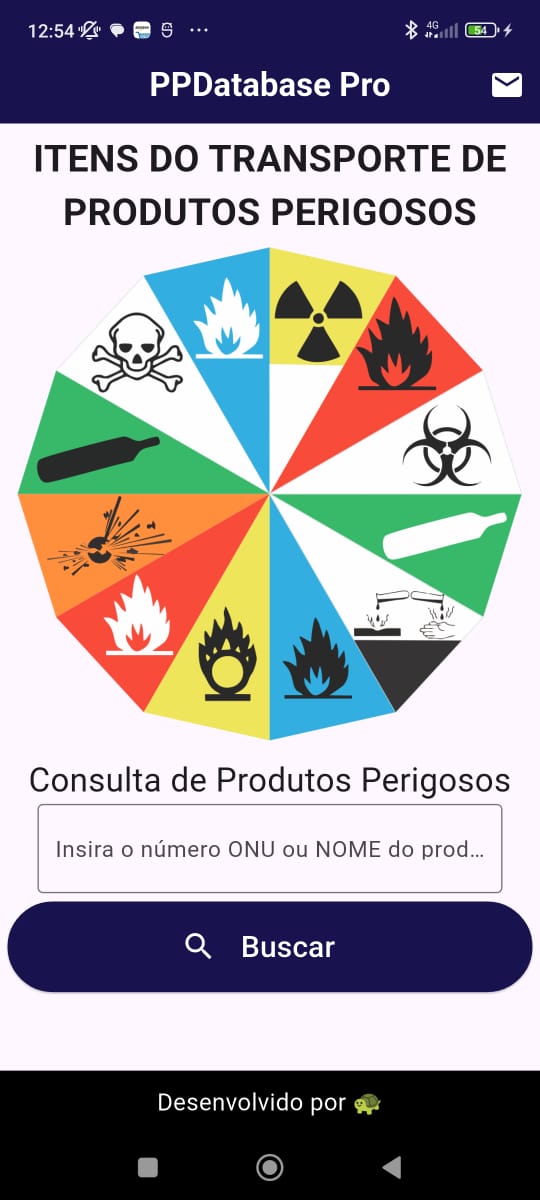 12:54
4G
54
PPDatabase Pro
ITENS DO TRANSPORTE DE
PRODUTOS PERIGOSOS
Consulta de Produtos Perigosos
Insira o número ONU ou NOME do prod...
Buscar
Desenvolvido por 🐢